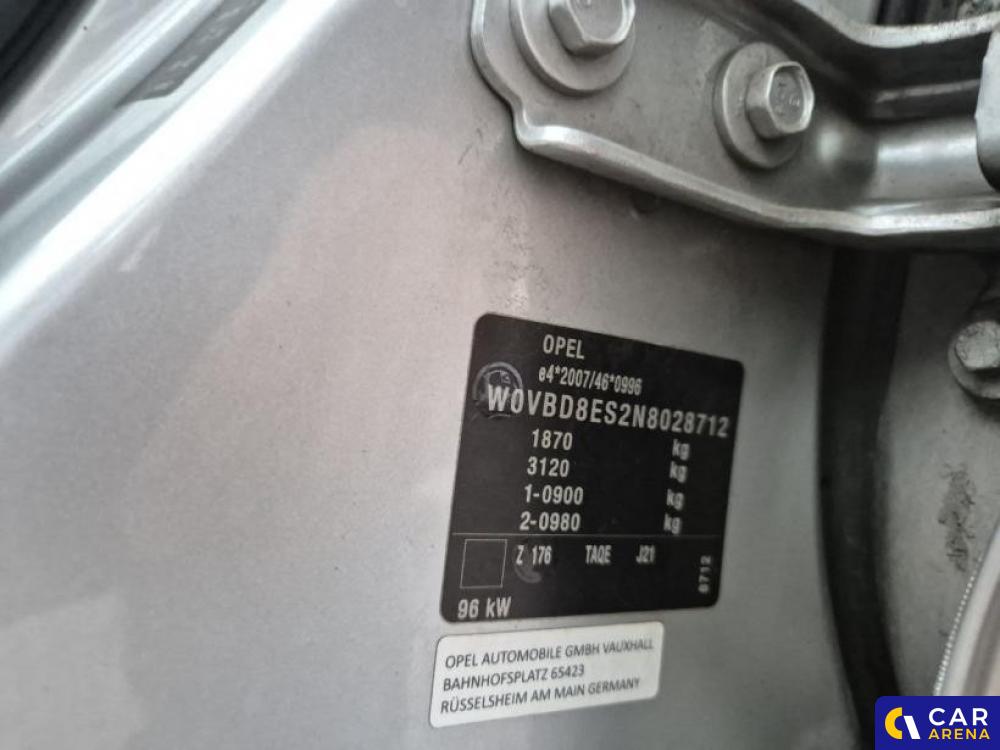 OPEL
e4*2007/46*0996
W0VBD8ES2N8028712
1870 kg
3120 kg
1-0900 kg
2-0980 kg
Z 176 TAQE J21
8712
96 kW
OPEL AUTOMOBILE GMBH VAUXHALL
BAHNHOFSPLATZ 65423
RÜSSELSHEIM AM MAIN GERMANY
CAR
ARENA